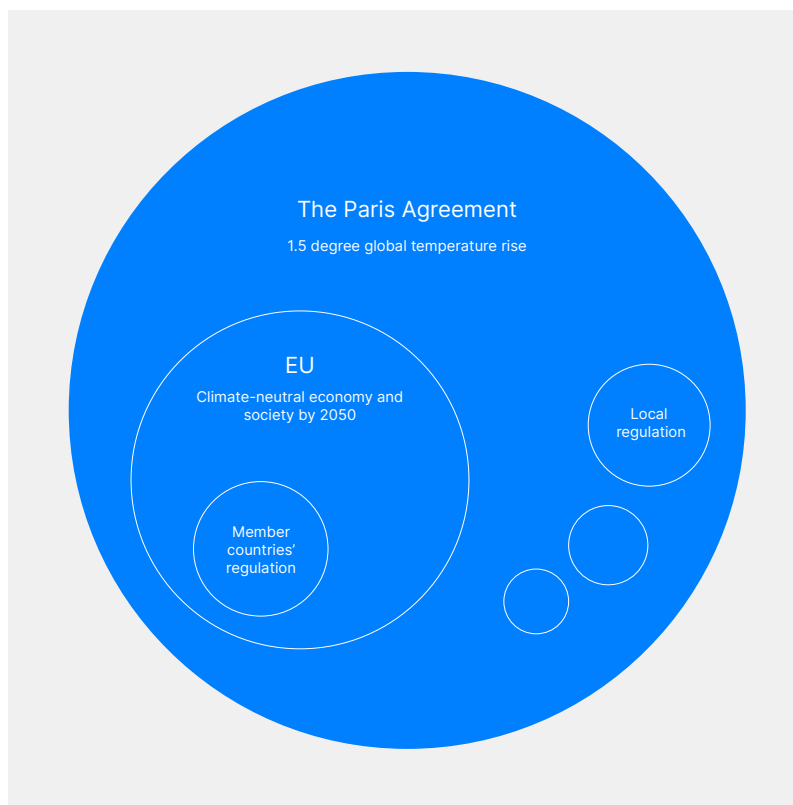 The Paris Agreement
1.5 degree global temperature rise
EU
Climate-neutral economy and
society by 2050
Local
regulation
Member
countries’
regulation